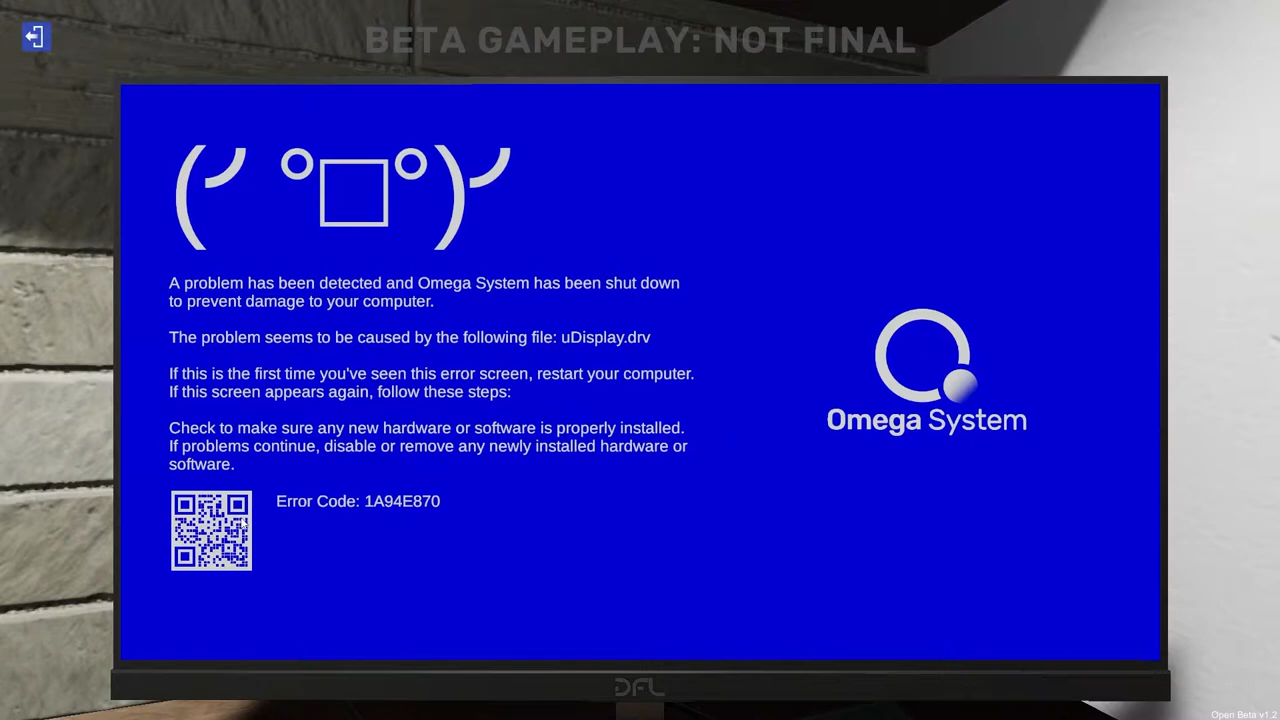 BETA GAMEPLAY: NOT FINAL
(╯ °□°)╯
A problem has been detected and Omega System has been shut down
to prevent damage to your computer.
The problem seems to be caused by the following file: uDisplay.drv
If this is the first time you've seen this error screen, restart your computer.
If this screen appears again, follow these steps:
Check to make sure any new hardware or software is properly installed.
If problems continue, disable or remove any newly installed hardware or
software.
Error Code: 1A94E870
Omega System
DFL
Open Beta v1.2